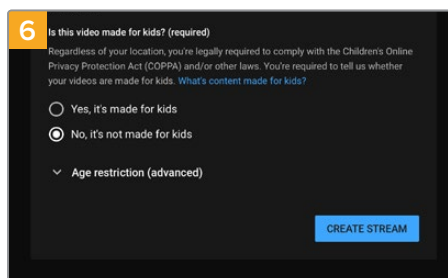 6
Is this video made for kids? (required)
Regardless of your location, you're legally required to comply with the Children's Online
Privacy Protection Act (COPPA) and/or other laws. You're required to tell us whether
your videos are made for kids. What's content made for kids?
Yes, it's made for kids
No, it's not made for kids
Age restriction (advanced)
CREATE STREAM